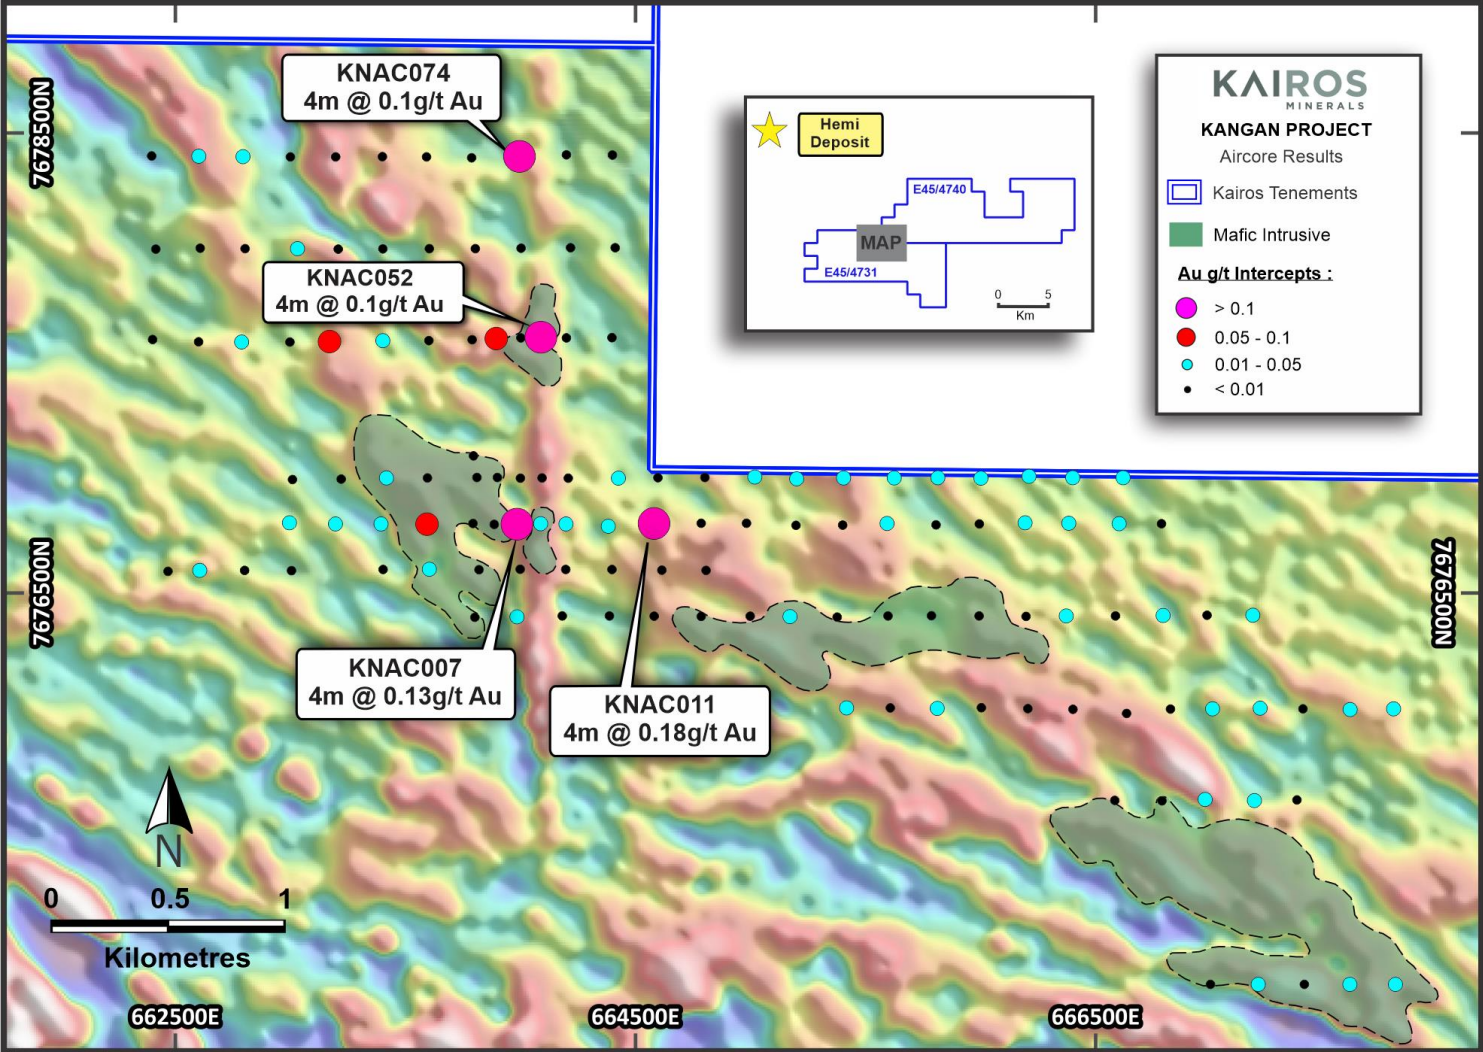 KNAC074
4m @ 0.1g/t Au
7678500N
KNAC052
4m @ 0.1g/t Au
Hemi
Deposit
E45/4740
MAP
E45/4731
0 5
Km
KAIROS
MINERALS
KANGAN PROJECT
Aircore Results
Kairos Tenements
Mafic Intrusive
Au g/t Intercepts :
> 0.1
0.05 - 0.1
0.01 - 0.05
< 0.01
7676500N
7676500N
KNAC007
4m @ 0.13g/t Au
KNAC011
4m @ 0.18g/t Au
N
0 0.5 1
Kilometres
662500E
664500E
666500E